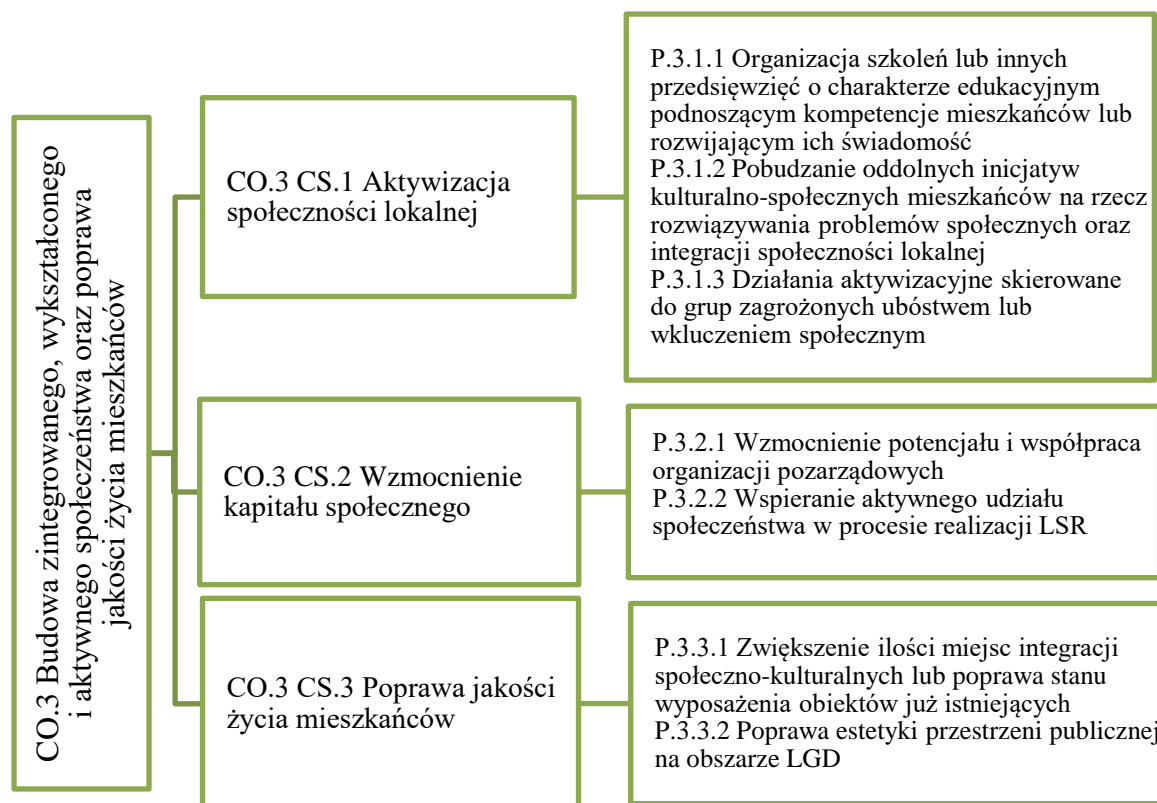 CO.3 Budowa zintegrowanego, wykształconego
i aktywnego społeczeństwa oraz poprawa
jakości życia mieszkańców
CO.3 CS.1 Aktywizacja
społeczności lokalnej
P.3.1.1 Organizacja szkoleń lub innych
przedsięwzięć o charakterze edukacyjnym
podnoszącym kompetencje mieszkańców lub
rozwijającym ich świadomość
P.3.1.2 Pobudzanie oddolnych inicjatyw
kulturalno-społecznych mieszkańców na rzecz
rozwiązywania problemów społecznych oraz
integracji społeczności lokalnej
P.3.1.3 Działania aktywizacyjne skierowane
do grup zagrożonych ubóstwem lub
wkluczeniem społecznym
CO.3 CS.2 Wzmocnienie
kapitału społecznego
P.3.2.1 Wzmocnienie potencjału i współpraca
organizacji pozarządowych
P.3.2.2 Wspieranie aktywnego udziału
społeczeństwa w procesie realizacji LSR
CO.3 CS.3 Poprawa jakości
życia mieszkańców
P.3.3.1 Zwiększenie ilości miejsc integracji
społeczno-kulturalnych lub poprawa stanu
wyposażenia obiektów już istniejących
P.3.3.2 Poprawa estetyki przestrzeni publicznej
na obszarze LGD